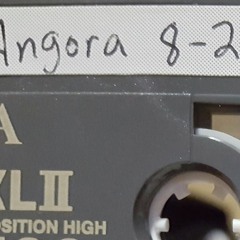 Angora 8-2
A
XLII
POSITION HIGH